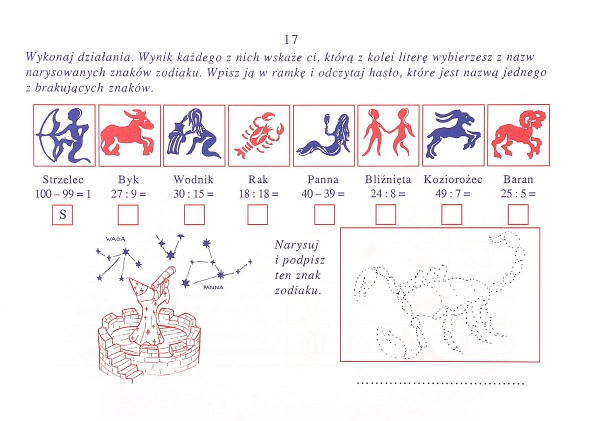 17
Wykonaj działania. Wynik każdego z nich wskaże ci, którą z kolei literę wybierzesz z nazw
narysowanych znaków zodiaku. Wpisz ją w ramkę i odczytaj hasło, które jest nazwą jednego
z brakujących znaków.
Strzelec Byk Wodnik Rak Panna Bliźnięta Koziorożec Baran
100 – 99 = 1 27 : 9 = 30 : 15 = 18 : 18 = 40 – 39 = 24 : 8 = 49 : 7 = 25 : 5 =
S
WAGA
PANNA
Narysuj
i podpisz
ten znak
zodiaku.